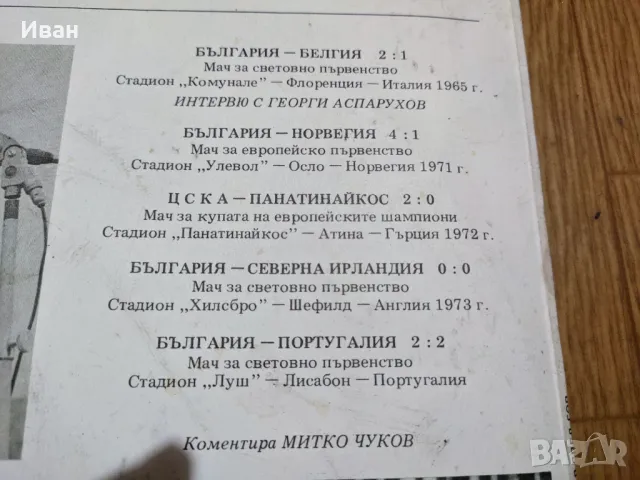 Иван
БЪЛГАРИЯ — БЕЛГИЯ 2 : 1
Мач за световно първенство
Стадион ,,Комунале” — Флоренция — Италия 1965 г.
ИНТЕРВЮ С ГЕОРГИ АСПАРУХОВ
БЪЛГАРИЯ — НОРВЕГИЯ 4 : 1
Мач за европейско първенство
Стадион ,,Улевол” — Осло — Норвегия 1971 г.
Ц С К А — ПАНАТИНАЙКОС 2 : 0
Мач за купата на европейските шампиони
Стадион ,,Панатинайкос” — Атина — Гърция 1972 г.
БЪЛГАРИЯ — СЕВЕРНА ИРЛАНДИЯ 0 : 0
Мач за световното първенство
Стадион ,,Хилсбро” — Шефилд — Англия 1973 г.
БЪЛГАРИЯ — ПОРТУГАЛИЯ 2 : 2
Мач за световното първенство
Стадион ,,Луш” — Лисабон — Португалия
Коментира МИТКО ЧУКОВ
BAZAR